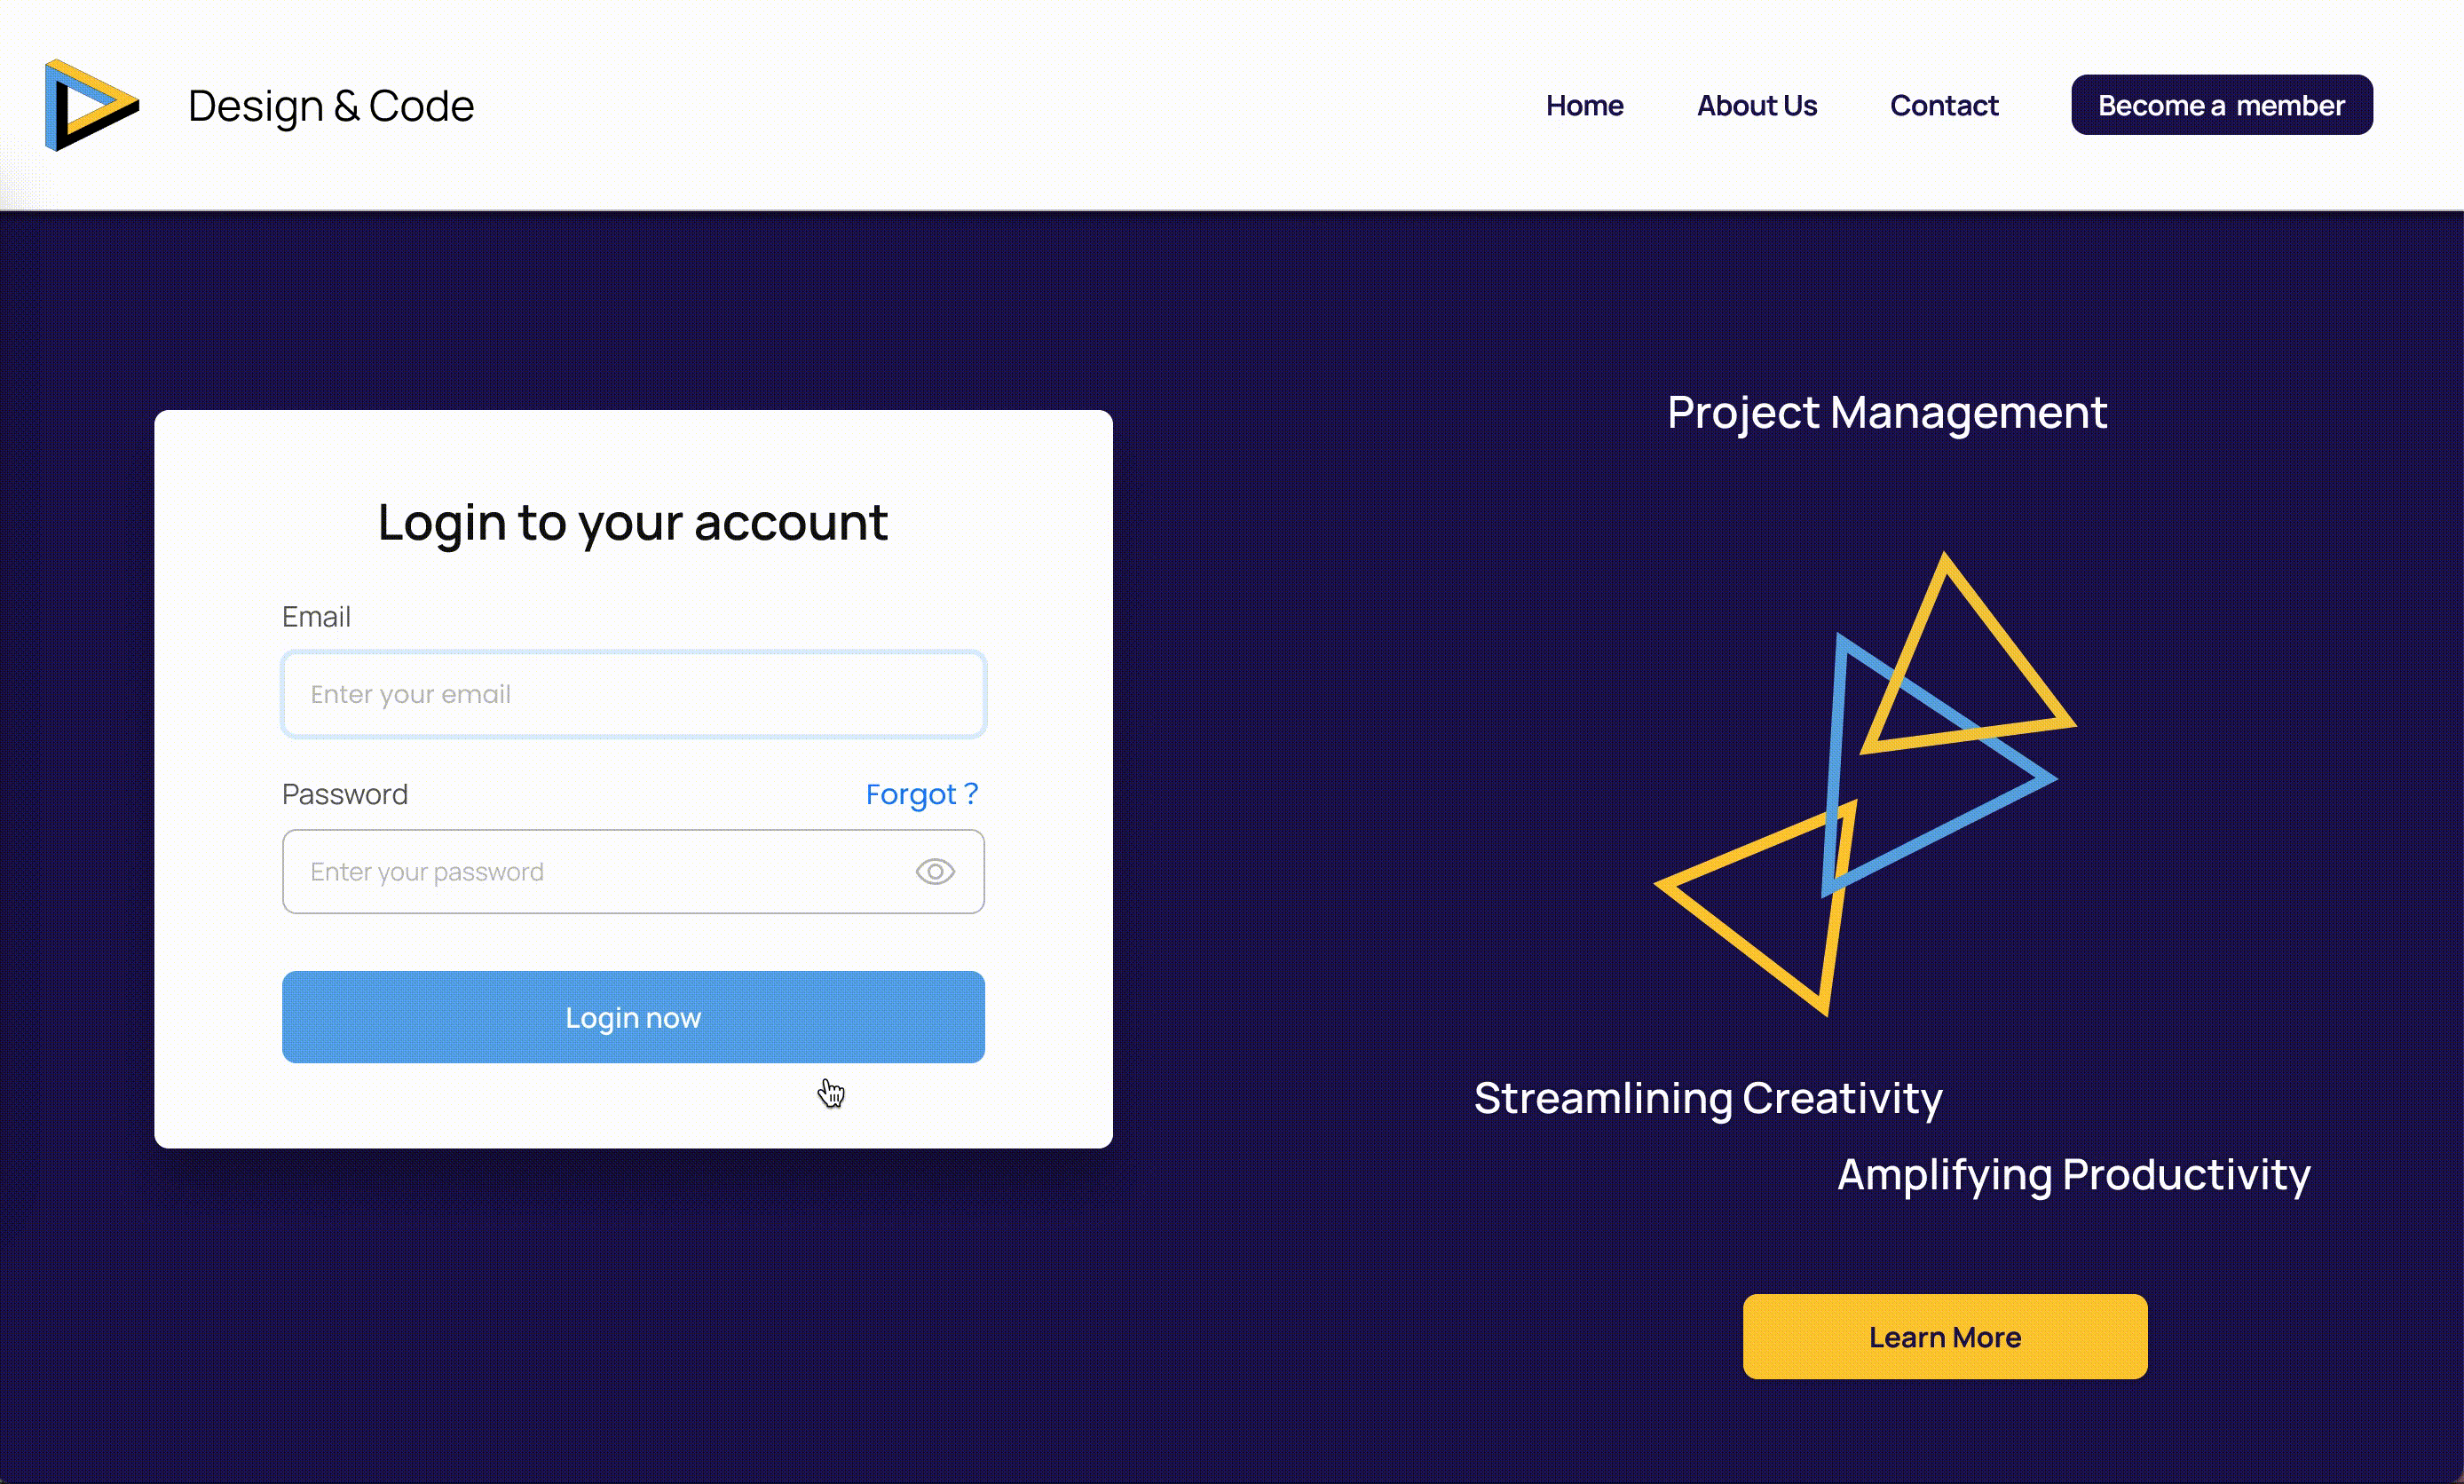 Design & Code
Home
About Us
Contact
Become a member
Login to your account
Email
Enter your email
Password
Forgot ?
Enter your password
Login now
Project Management
Streamlining Creativity
Amplifying Productivity
Learn More